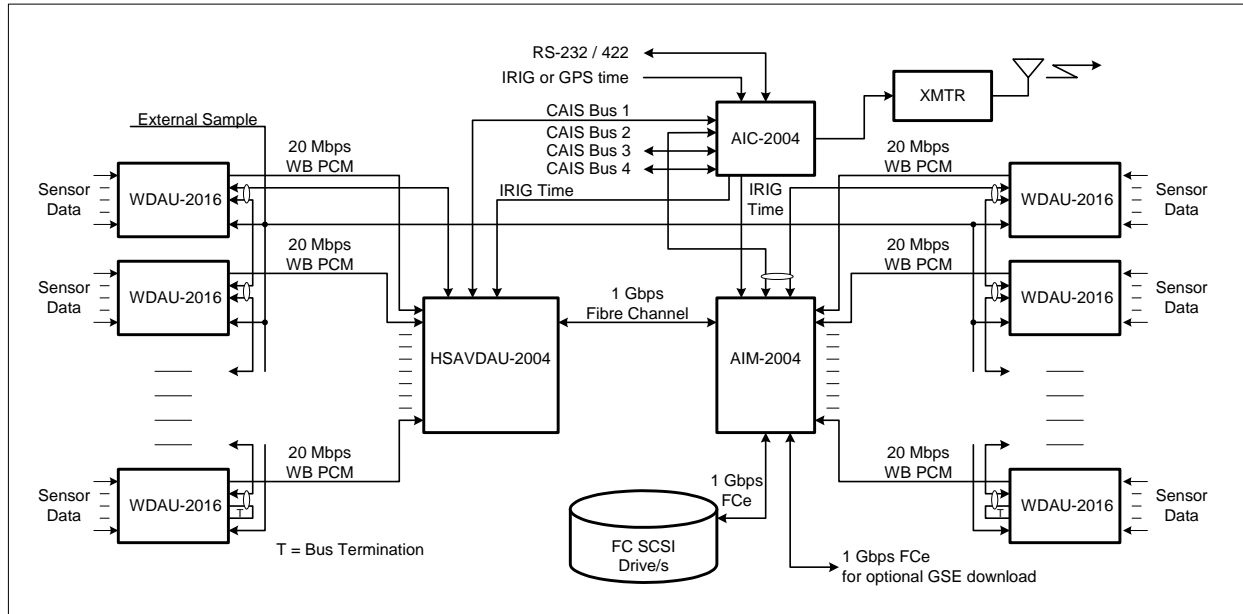 RS-232 / 422
IRIG or GPS time
CAIS Bus 1
CAIS Bus 2
CAIS Bus 3
CAIS Bus 4
AIC-2004
XMTR
External Sample
IRIG Time
IRIG
Time
20 Mbps
WB PCM
WDAU-2016
Sensor
Data
20 Mbps
WB PCM
WDAU-2016
Sensor
Data
20 Mbps
WB PCM
WDAU-2016
Sensor
Data
T
T = Bus Termination
HSAVDAU-2004
1 Gbps
Fibre Channel
AIM-2004
20 Mbps
WB PCM
WDAU-2016
Sensor
Data
20 Mbps
WB PCM
WDAU-2016
Sensor
Data
20 Mbps
WB PCM
WDAU-2016
Sensor
Data
T
1 Gbps
FCe
FC SCSI
Drive/s
1 Gbps FCe
for optional GSE download